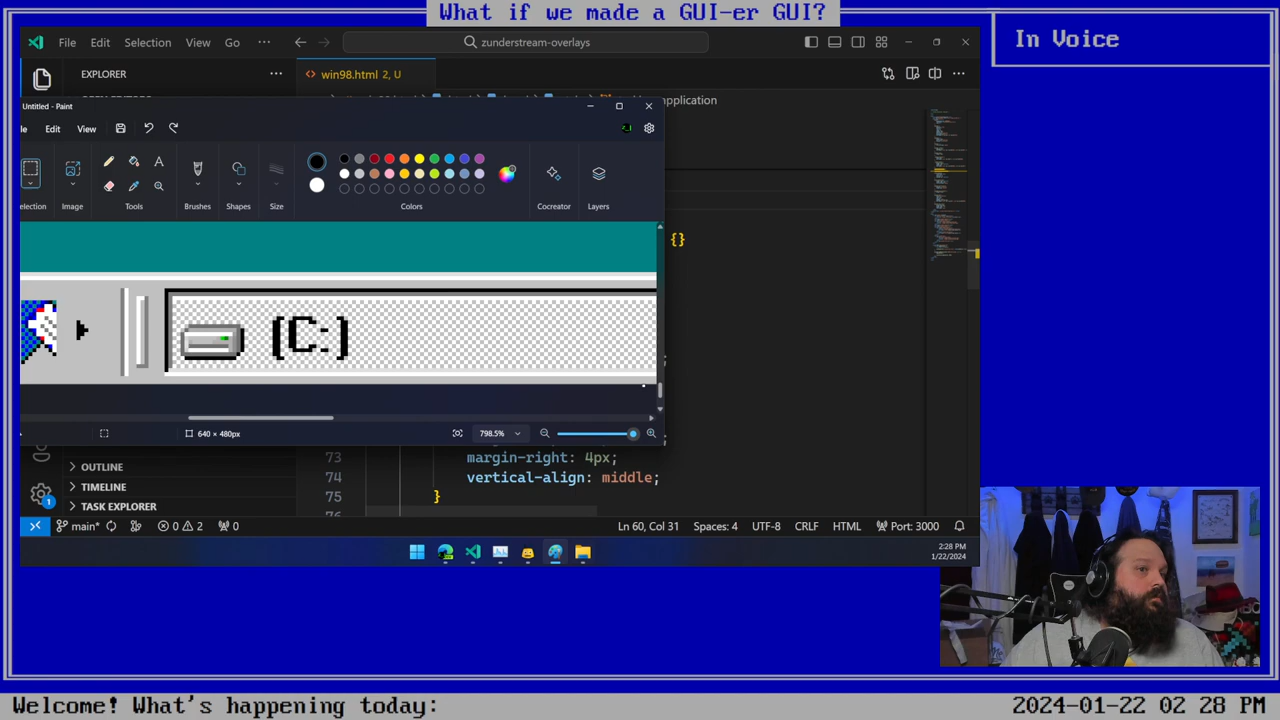 What if we made a GUI-er GUI?
In Voice
File Edit Selection View Go ··· zunderstream-overlays
EXPLORER ··· win98.html 2, U
application
Untitled - Paint
le Edit View
election Image Tools Brushes Size Colors Cocreator Layers
{}
(C:)
;
640 × 480px 798.5%
;
73 margin-right: 4px;
74 vertical-align: middle;
75 }
OUTLINE
TIMELINE
TASK EXPLORER
1
main* 0 2 0 Ln 60, Col 31 Spaces: 4 UTF-8 CRLF HTML Port: 3000
2:28 PM
1/22/2024
Welcome! What's happening today: 2024-01-22 02 28 PM